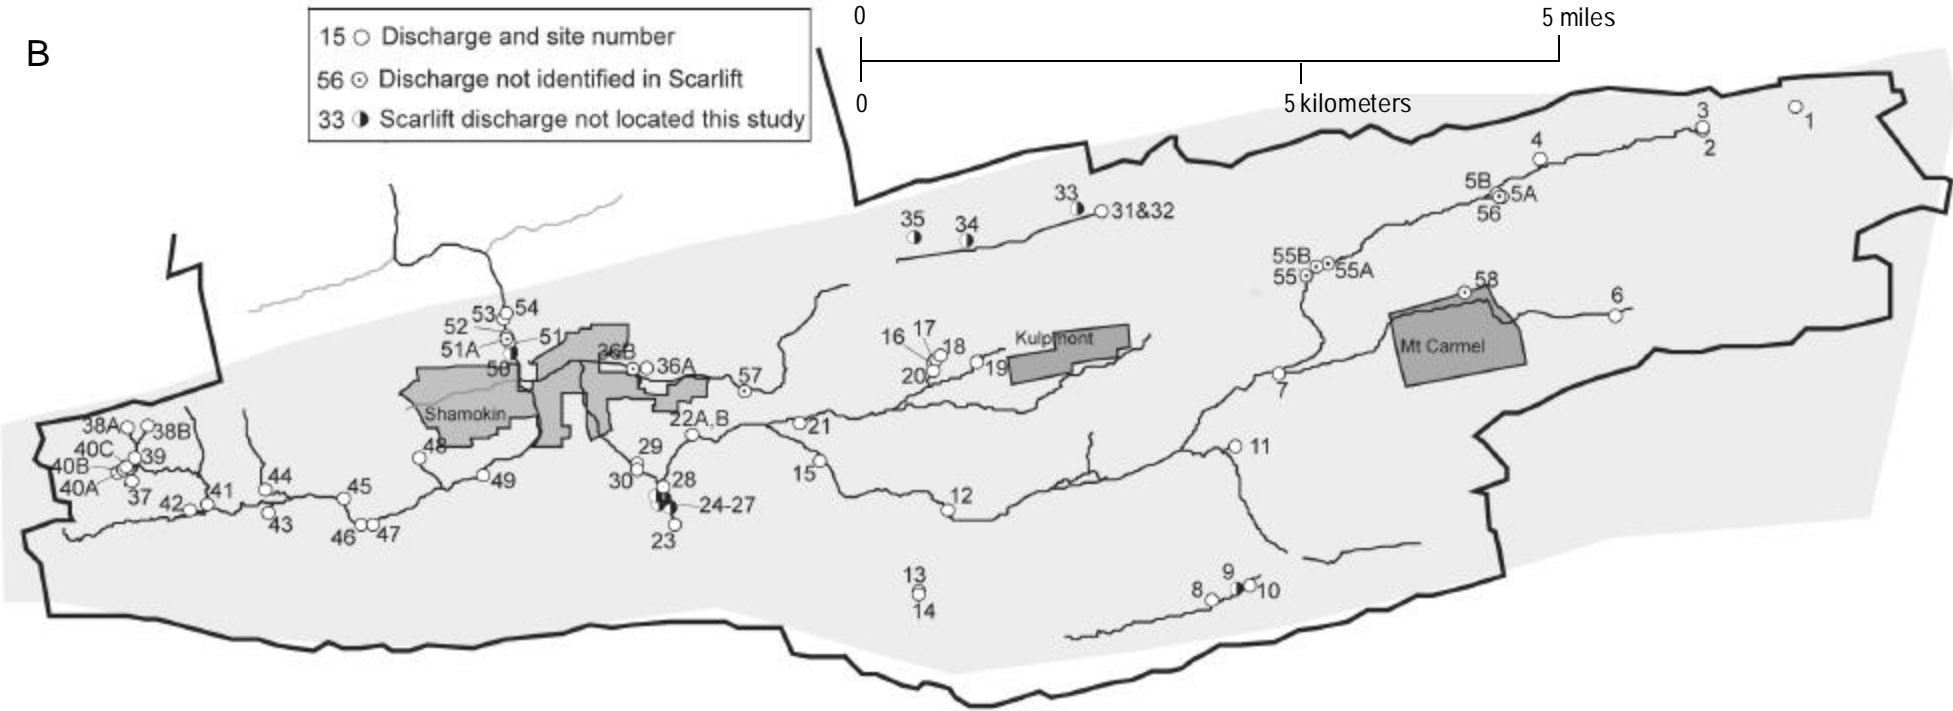 B
15 Discharge and site number
56 Discharge not identified in Scarlift
33 Scarlift discharge not located this study
0
5 miles
0
5 kilometers
1
3
2
4
5B
5A
56
33
31&32
35
34
55B
55
55A
58
6
54
53
52
51
51A
50
36B
36A
57
17
16
18
20
19
Kulpmont
Mt Carmel
7
Shamokin
22A,B
21
38A
38B
40C
39
40B
40A
37
48
29
30
28
15
11
44
41
42
43
45
46
47
49
24-27
23
12
13
14
8
9
10